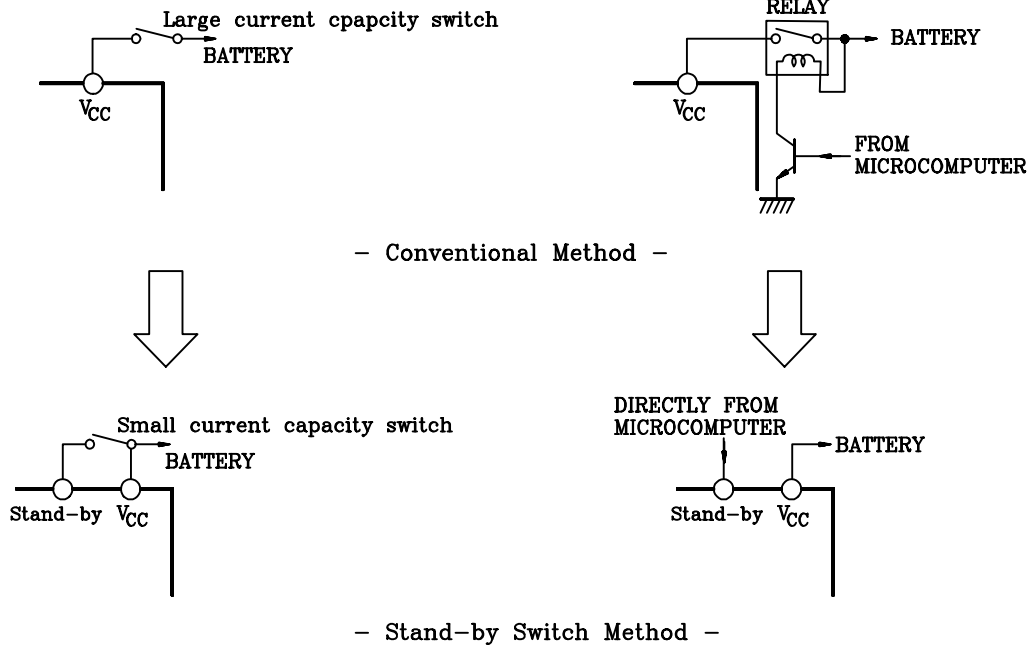 Large current cpapcity switch
BATTERY
VCC
RELAY
BATTERY
VCC
FROM
MICROCOMPUTER
- Conventional Method -
Small current capacity switch
BATTERY
Stand-by VCC
DIRECTLY FROM
MICROCOMPUTER
BATTERY
Stand-by VCC
- Stand-by Switch Method -